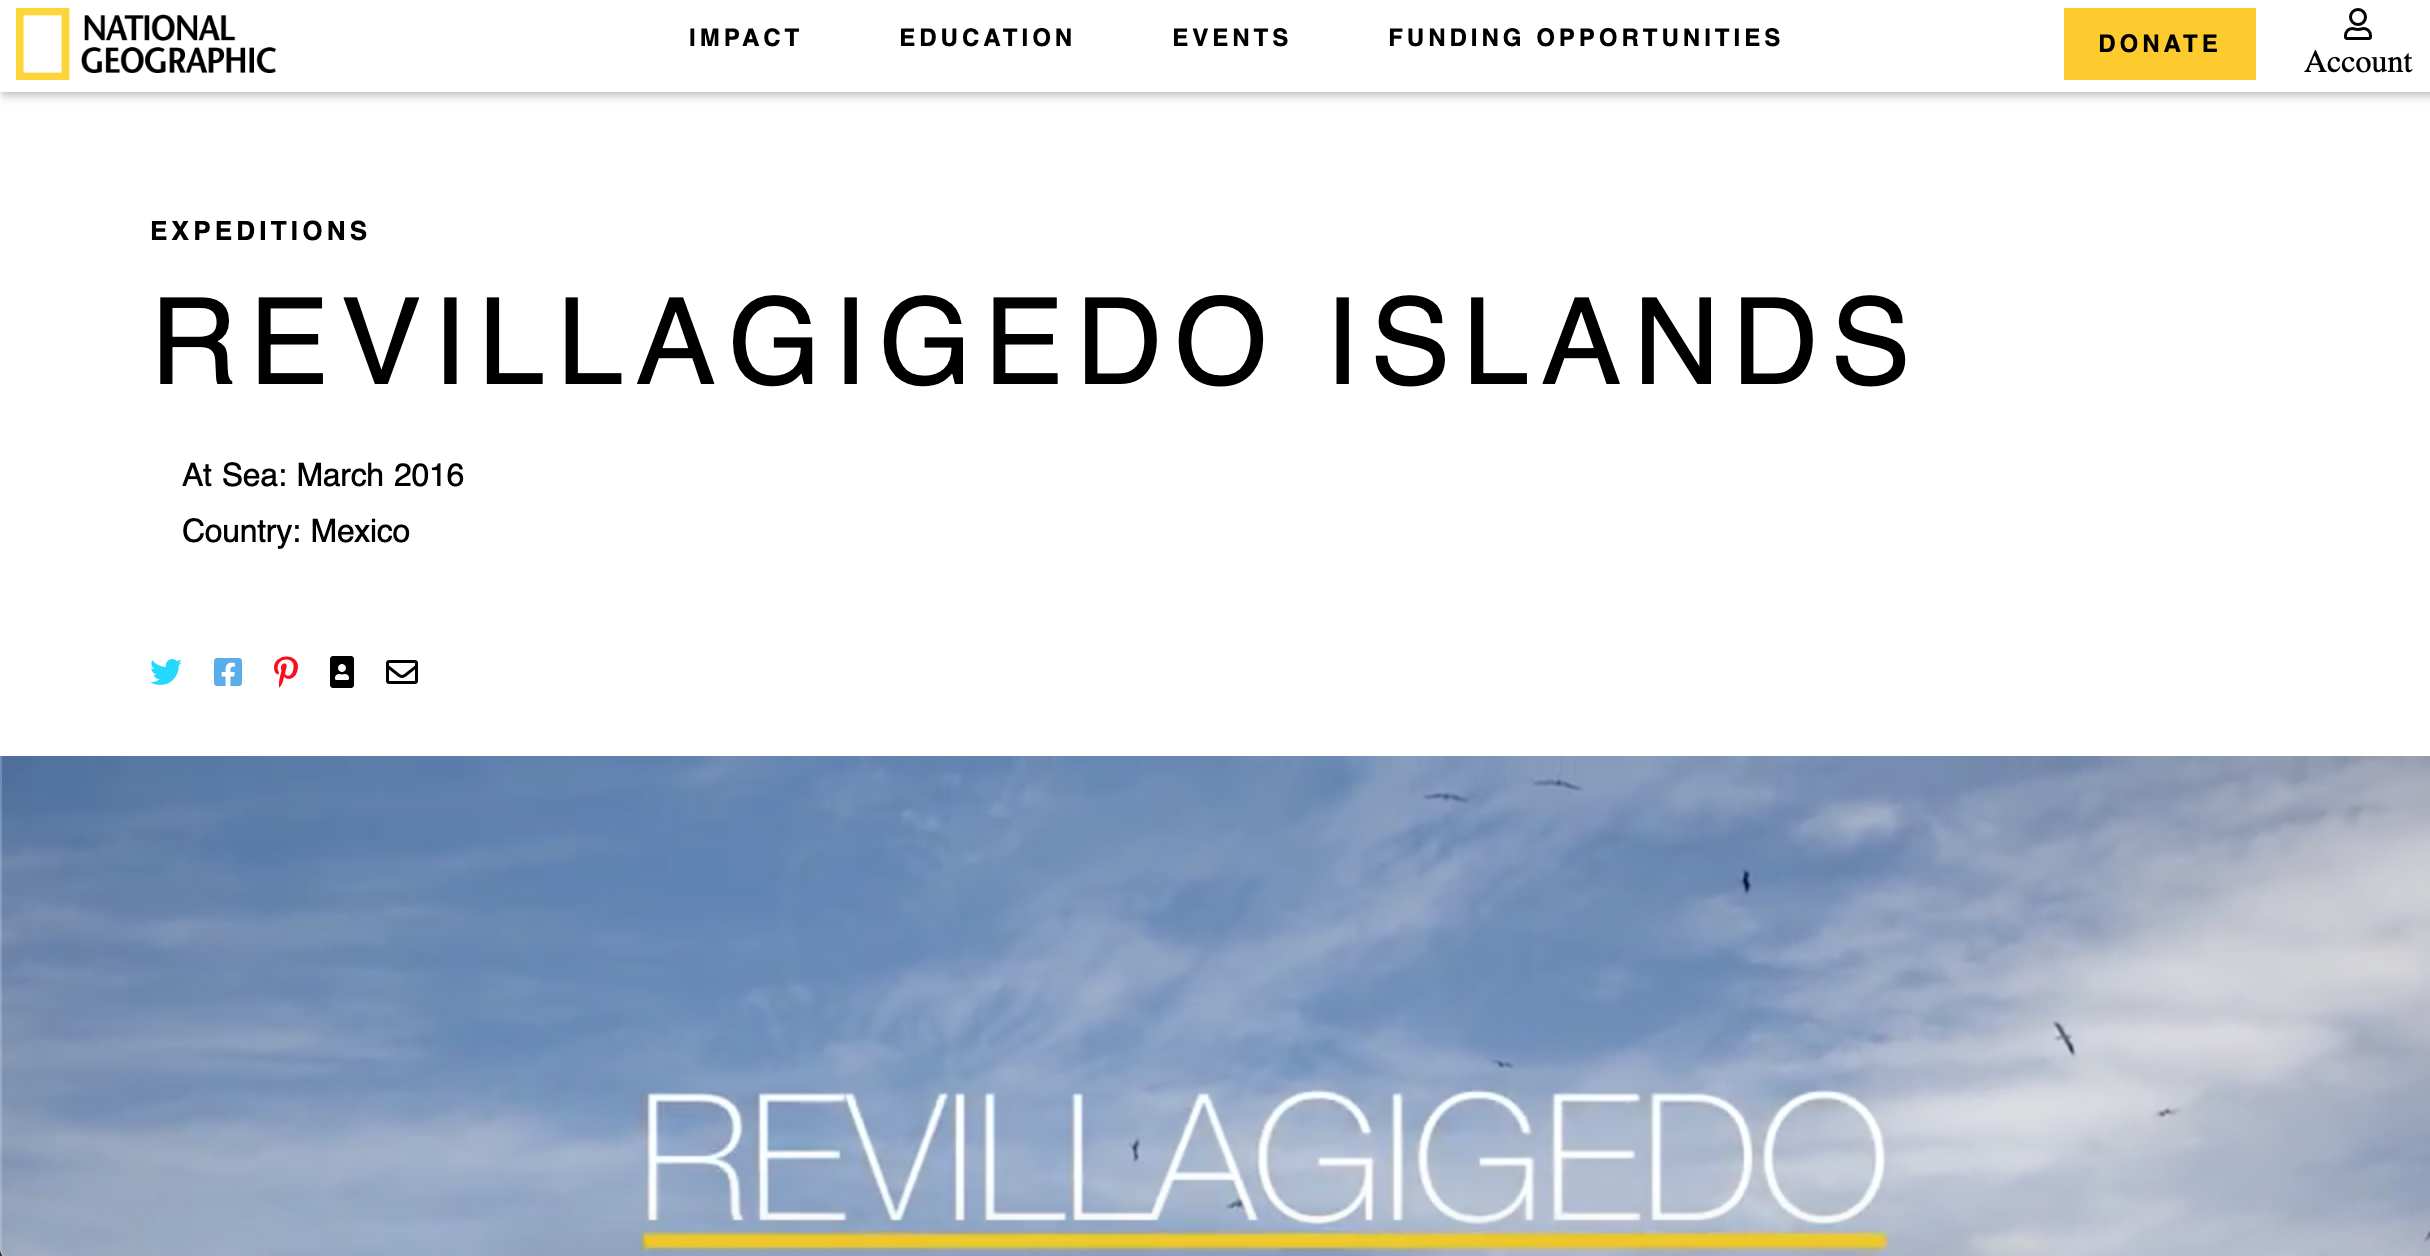 NATIONAL
GEOGRAPHIC
IMPACT
EDUCATION
EVENTS
FUNDING OPPORTUNITIES
DONATE
Account
EXPEDITIONS
REVILLAGIGEDO ISLANDS
At Sea: March 2016
Country: Mexico
REVILLAGIGEDO